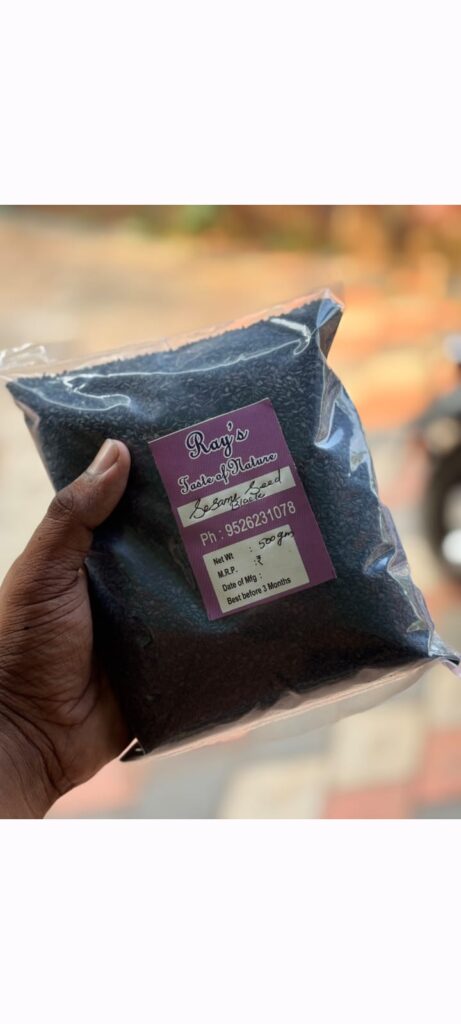 Ray's
Taste of Nature
Sesame Seed
Black
Ph : 9526231078
Net Wt : 500 gm
M.R.P. : ₹
Date of Mfg :
Best before 3 Months